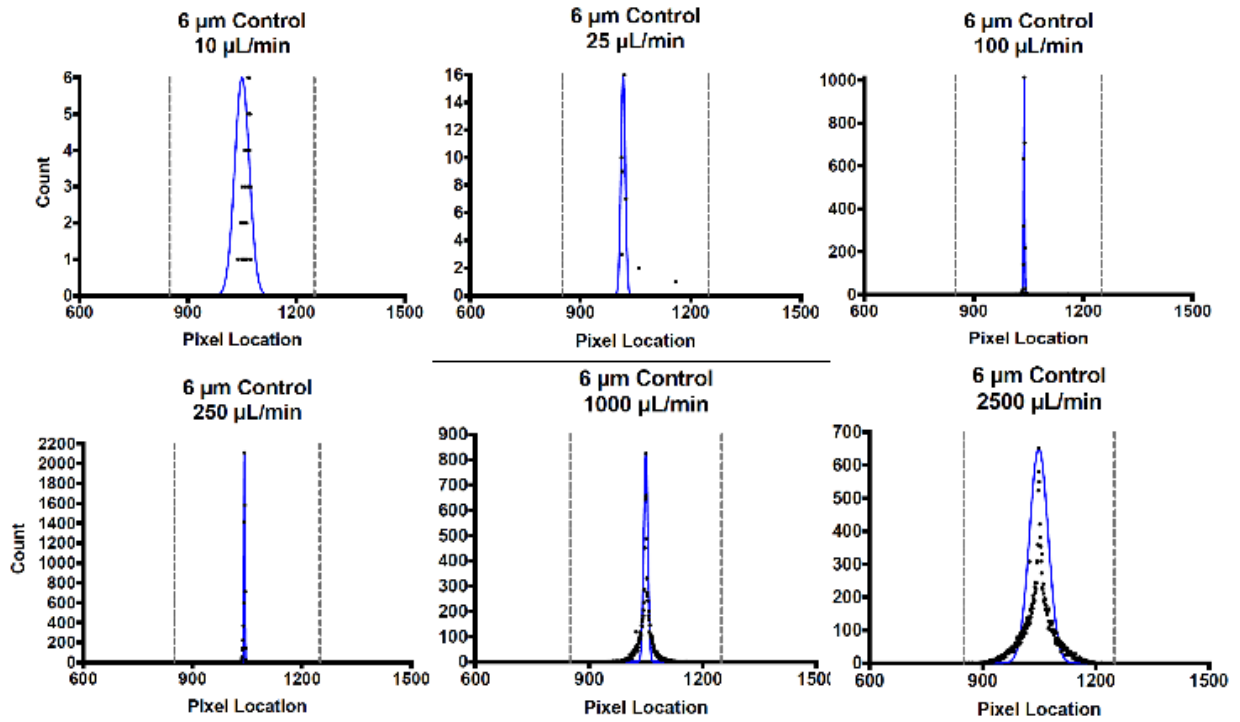 6 µm Control
10 µL/min
6
5
4
3
2
1
0
Count
600 900 1200 1500
Pixel Location
6 µm Control
25 µL/min
16
14
12
10
8
6
4
2
0
600 900 1200 1500
Pixel Location
6 µm Control
100 µL/min
1000
800
600
400
200
0
600 900 1200 1500
Pixel Location
6 µm Control
250 µL/min
2200
2000
1800
1600
1400
1200
1000
800
600
400
200
0
Count
600 900 1200 1500
Pixel Location
6 µm Control
1000 µL/min
900
800
700
600
500
400
300
200
100
0
600 900 1200 1500
Pixel Location
6 µm Control
2500 µL/min
700
600
500
400
300
200
100
0
600 900 1200 1500
Pixel Location